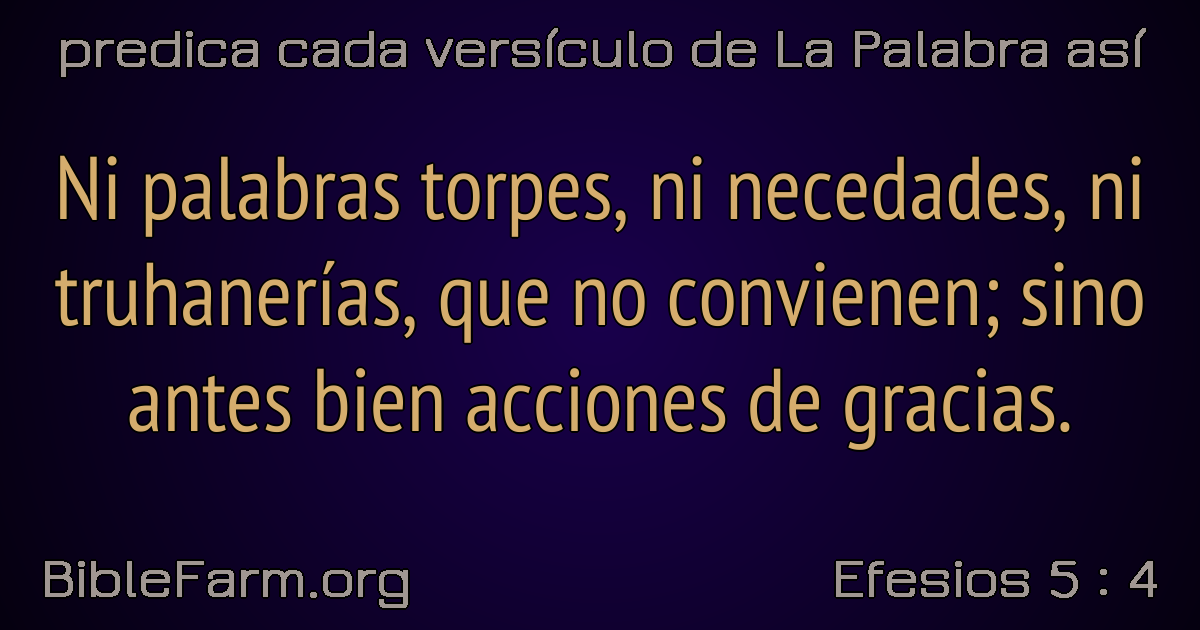 predica cada versículo de La Palabra así
Ni palabras torpes, ni necedades, ni
truhanerías, que no convienen; sino
antes bien acciones de gracias.
BibleFarm.org
Efesios 5 : 4